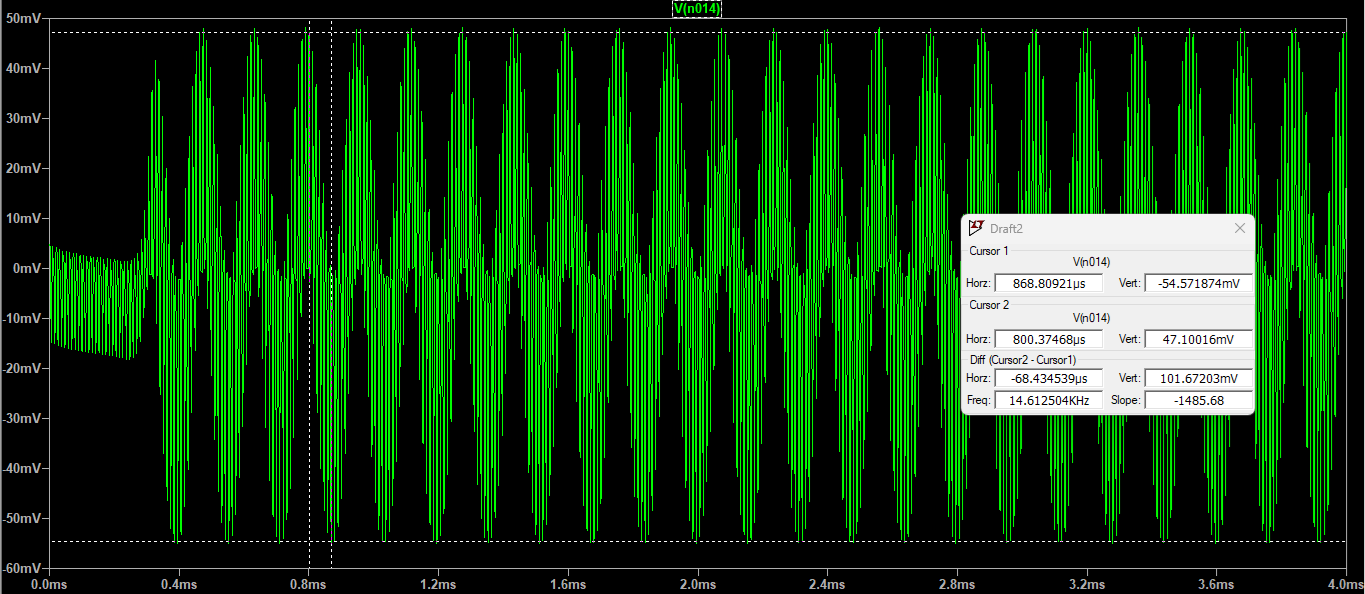 V(n014)
50mV
40mV
30mV
20mV
10mV
0mV
-10mV
-20mV
-30mV
-40mV
-50mV
-60mV
0.0ms 0.4ms 0.8ms 1.2ms 1.6ms 2.0ms 2.4ms 2.8ms 3.2ms 3.6ms 4.0ms
Draft2
Cursor 1
V(n014)
Horz: 868.80921µs Vert: -54.571874mV
Cursor 2
V(n014)
Horz: 800.37468µs Vert: 47.10016mV
Diff (Cursor2 - Cursor1)
Horz: -68.434539µs Vert: 101.67203mV
Freq: 14.612504KHz Slope: -1485.68